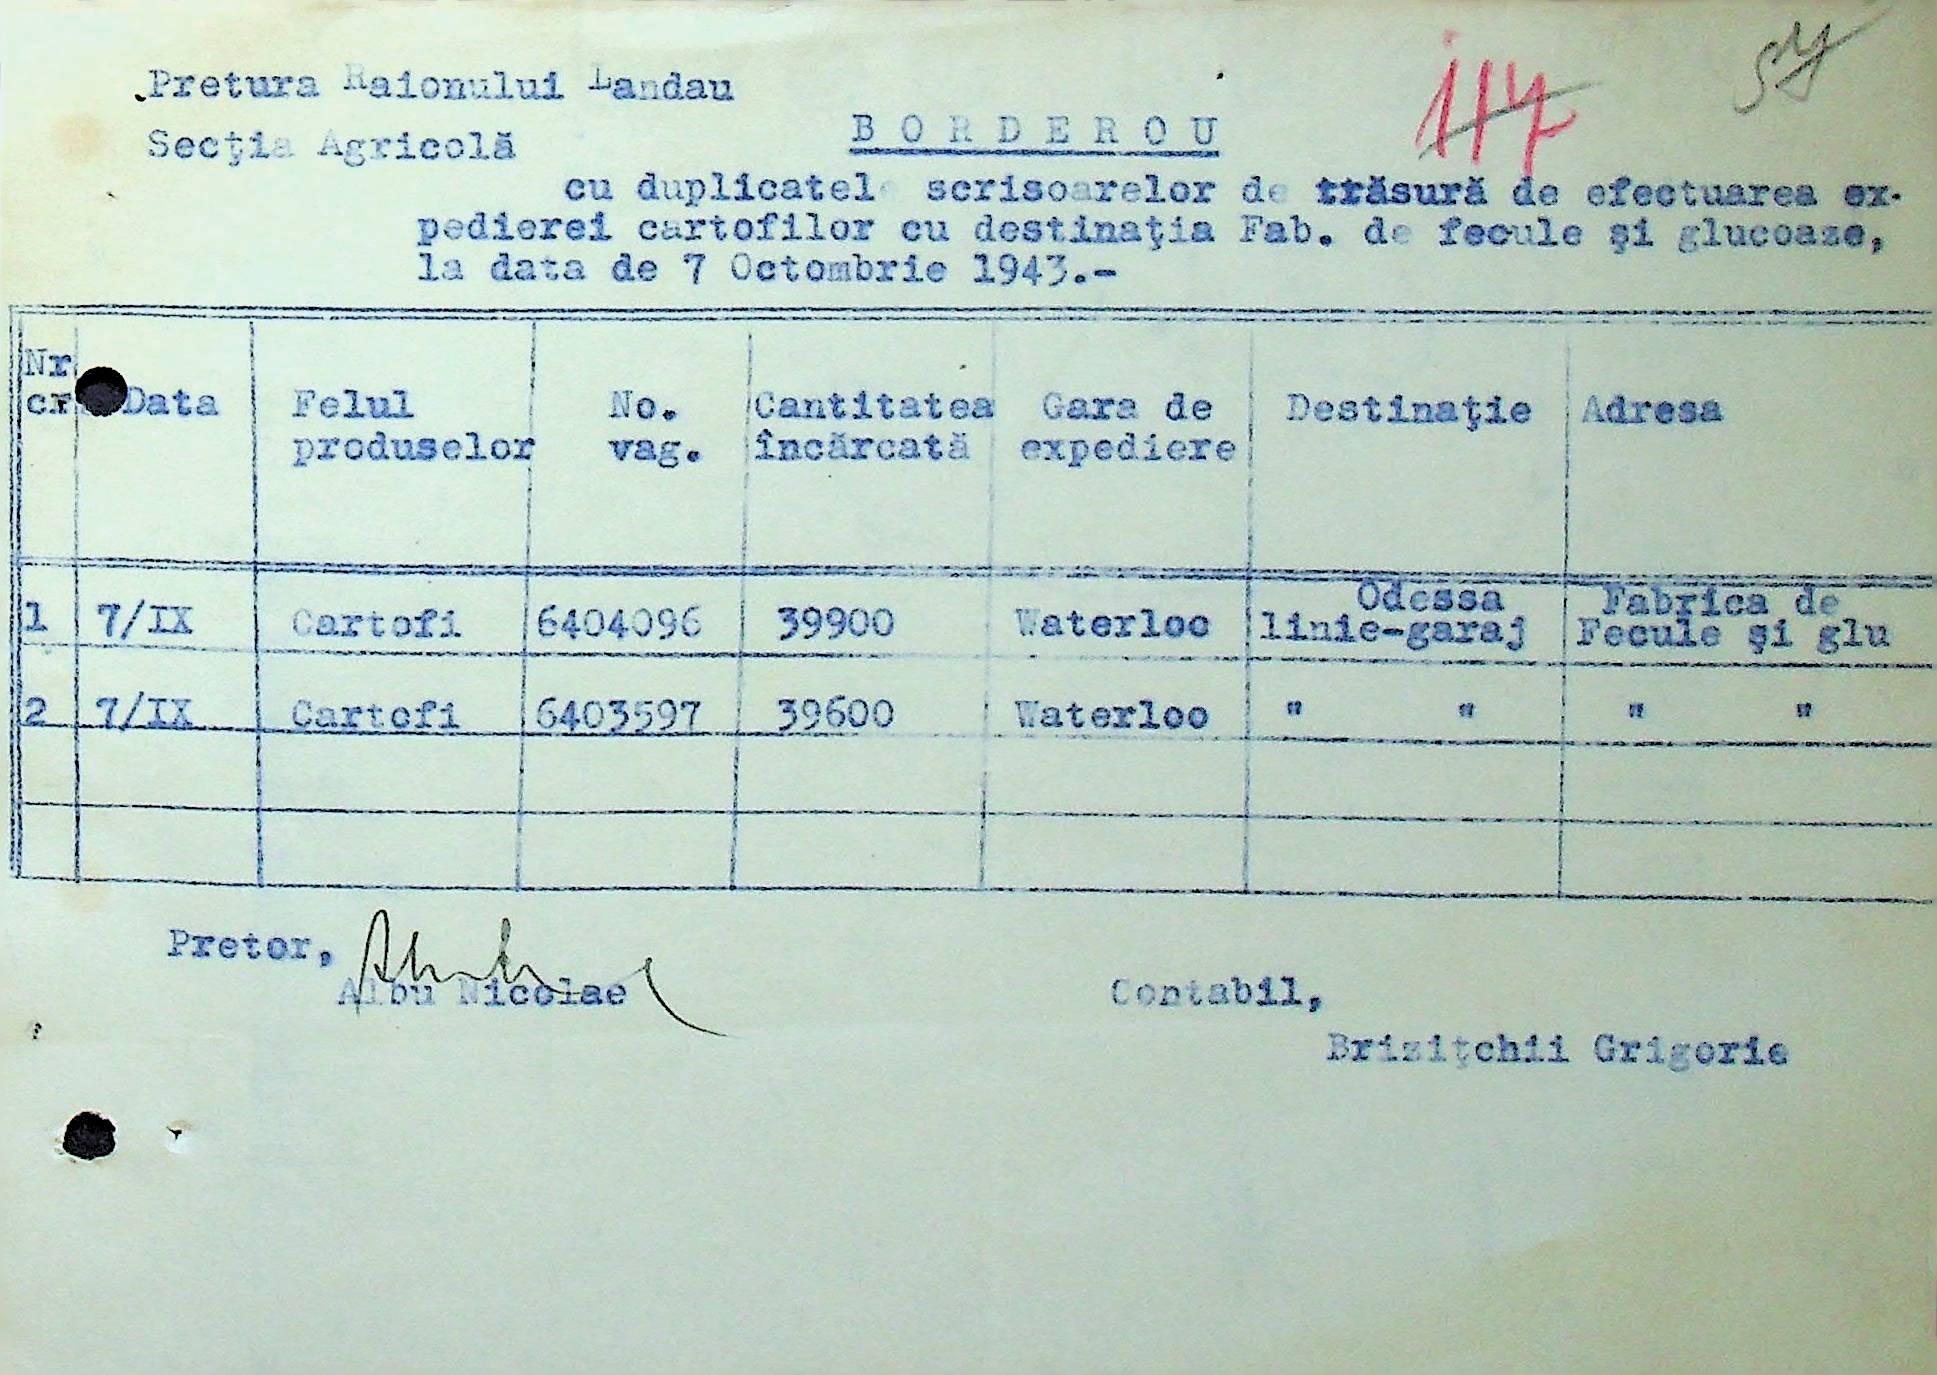 Pretura Raionului Landau
Secţia Agricolă
117
BORDEROU
cu duplicatele scrisoarelor de trăsură de efectuarea ex-
pedierei cartofilor cu destinaţia Fab. de fecule şi glucoaze,
la data de 7 Octombrie 1943.-
Nr cr Data Felul produselor No. vag. Cantitatea încărcată Gara de expediere Destinaţie Adresa
1 7/IX Cartofi 6404096 39900 Waterloo Odessa linie-garaj Fabrica de Fecule şi glu
2 7/IX Cartofi 6403597 39600 Waterloo " " " "
Pretor,
Albu Nicolae
Contabil,
Briziţchii Grigorie